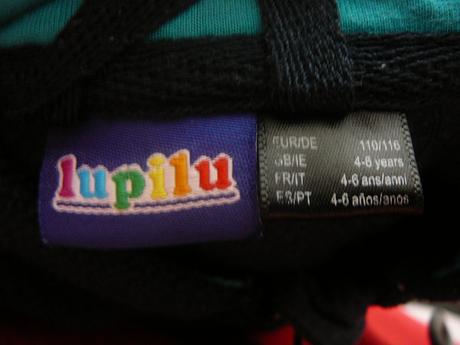 lupilu
EUR/DE 110/116
GB/IE 4-6 years
FR/IT 4-6 ans/anni
ES/PT 4-6 años/anos